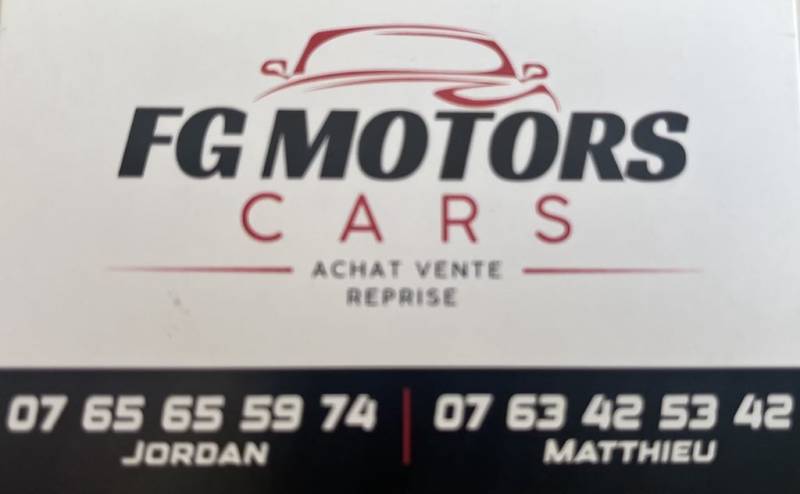 FG MOTORS
CARS
ACHAT VENTE
REPRISE
07 65 65 59 74 | 07 63 42 53 42
JORDAN MATTHIEU